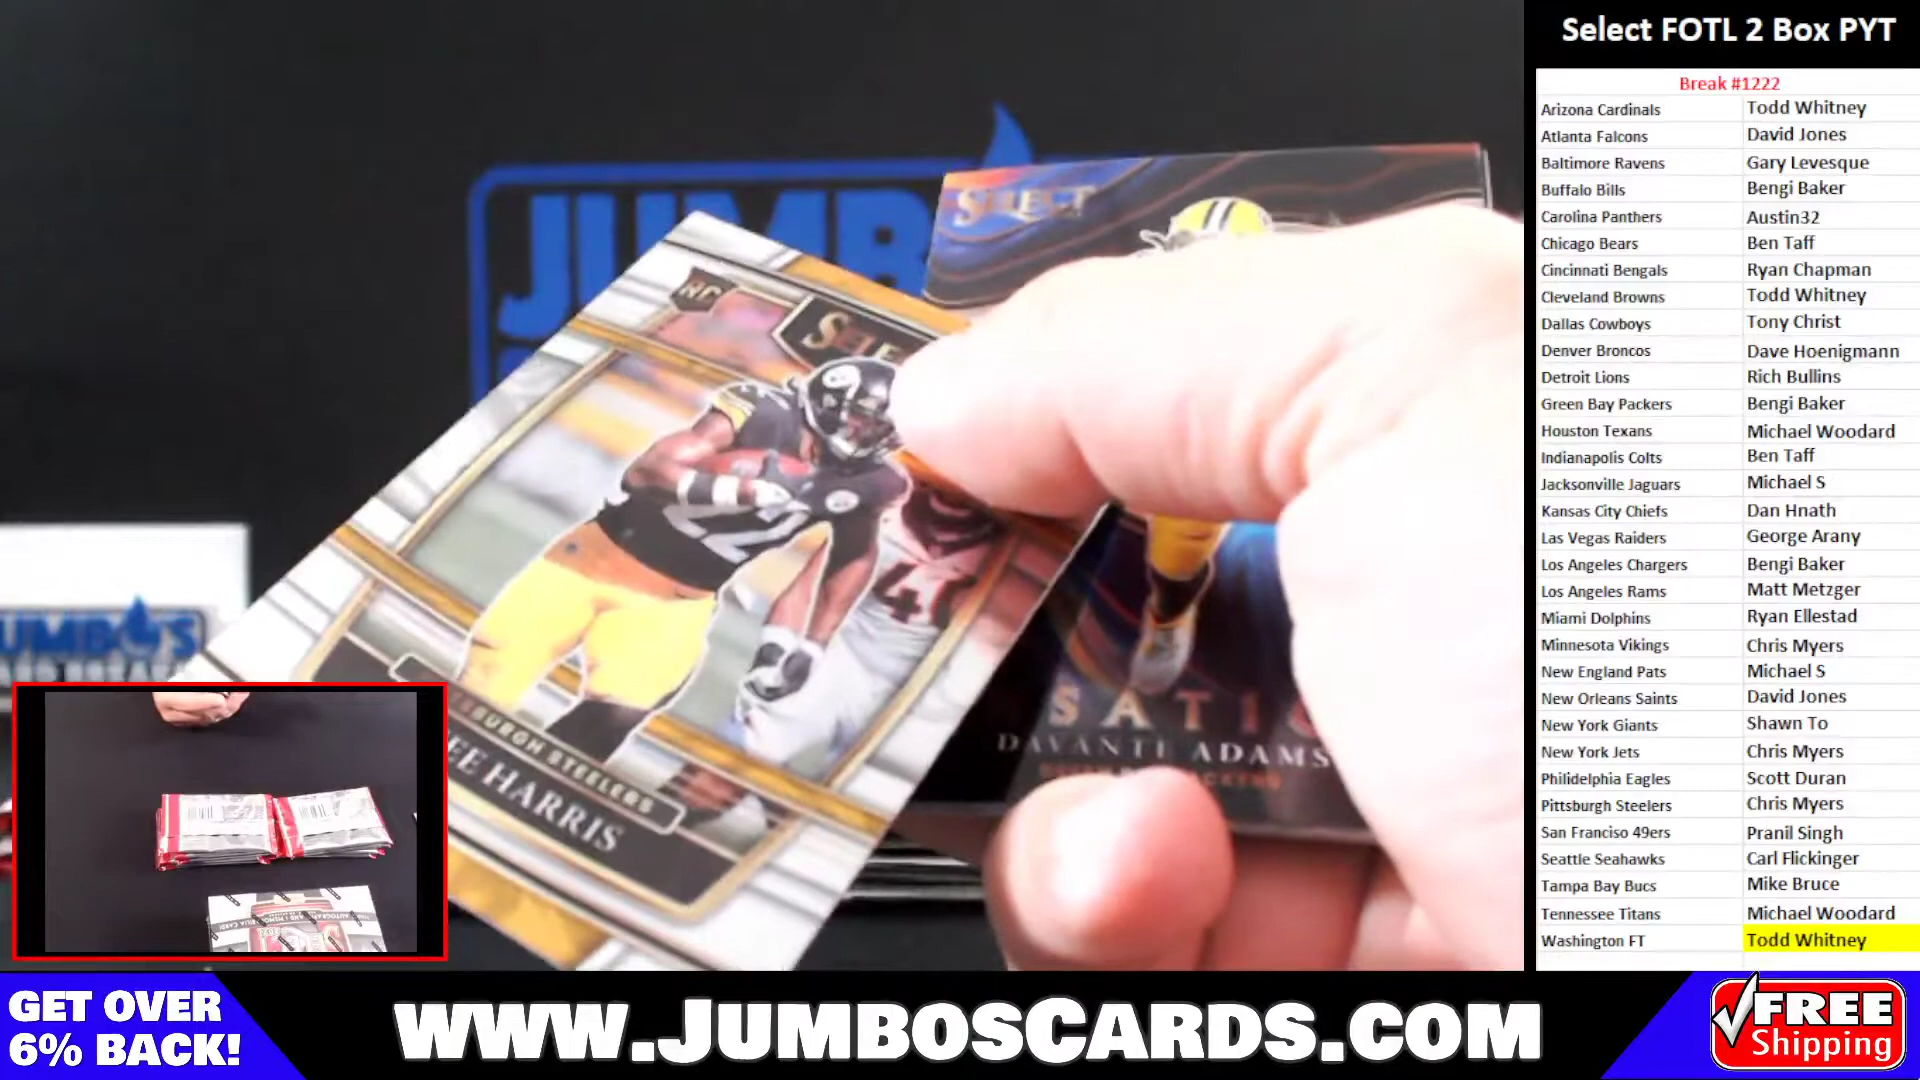 Select FOTL 2 Box PYT
Break #1222
Arizona Cardinals Todd Whitney
Atlanta Falcons David Jones
Baltimore Ravens Gary Levesque
Buffalo Bills Bengi Baker
Carolina Panthers Austin32
Chicago Bears Ben Taff
Cincinnati Bengals Ryan Chapman
Cleveland Browns Todd Whitney
Dallas Cowboys Tony Christ
Denver Broncos Dave Hoenigmann
Detroit Lions Rich Bullins
Green Bay Packers Bengi Baker
Houston Texans Michael Woodard
Indianapolis Colts Ben Taff
Jacksonville Jaguars Michael S
Kansas City Chiefs Dan Hnath
Las Vegas Raiders George Arany
Los Angeles Chargers Bengi Baker
Los Angeles Rams Matt Metzger
Miami Dolphins Ryan Ellestad
Minnesota Vikings Chris Myers
New England Pats Michael S
New Orleans Saints David Jones
New York Giants Shawn To
New York Jets Chris Myers
Philidelphia Eagles Scott Duran
Pittsburgh Steelers Chris Myers
San Franciso 49ers Pranil Singh
Seattle Seahawks Carl Flickinger
Tampa Bay Bucs Mike Bruce
Tennessee Titans Michael Woodard
Washington FT Todd Whitney
SELECT
RC
22
STEELERS
HARRIS
DAVANTE ADAMS
GET OVER
6% BACK!
www.JumbosCards.com
FREE
Shipping